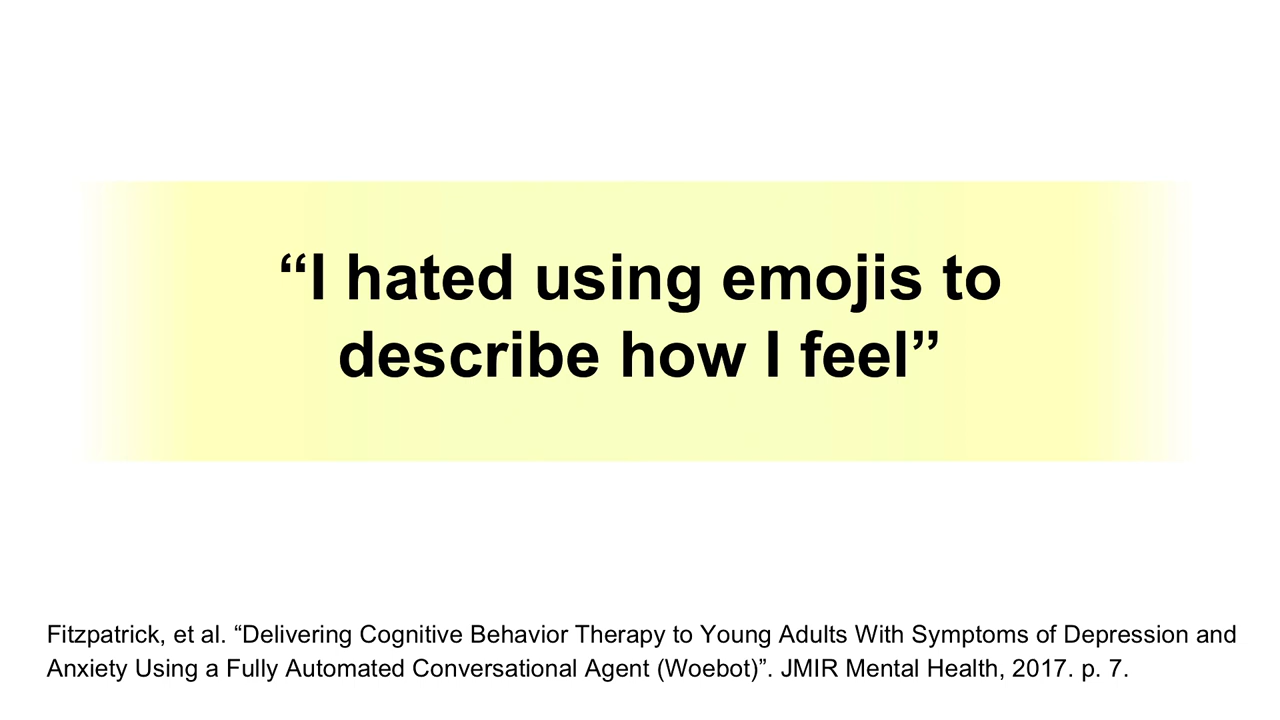 “I hated using emojis to
describe how I feel”
Fitzpatrick, et al. “Delivering Cognitive Behavior Therapy to Young Adults With Symptoms of Depression and
Anxiety Using a Fully Automated Conversational Agent (Woebot)”. JMIR Mental Health, 2017. p. 7.